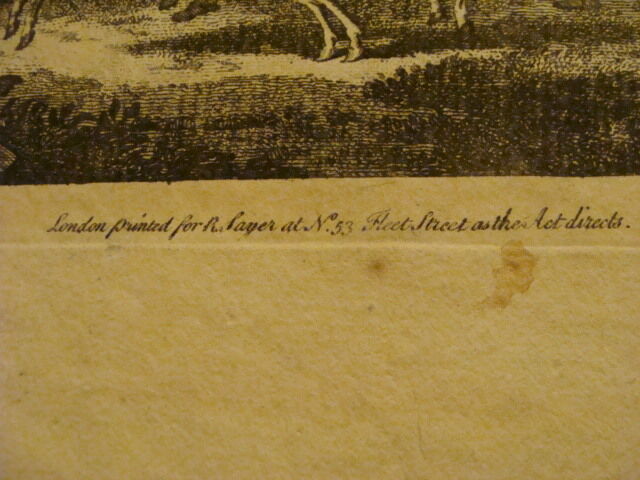 London printed for R. Sayer at No. 53 Fleet Street as the Act directs.